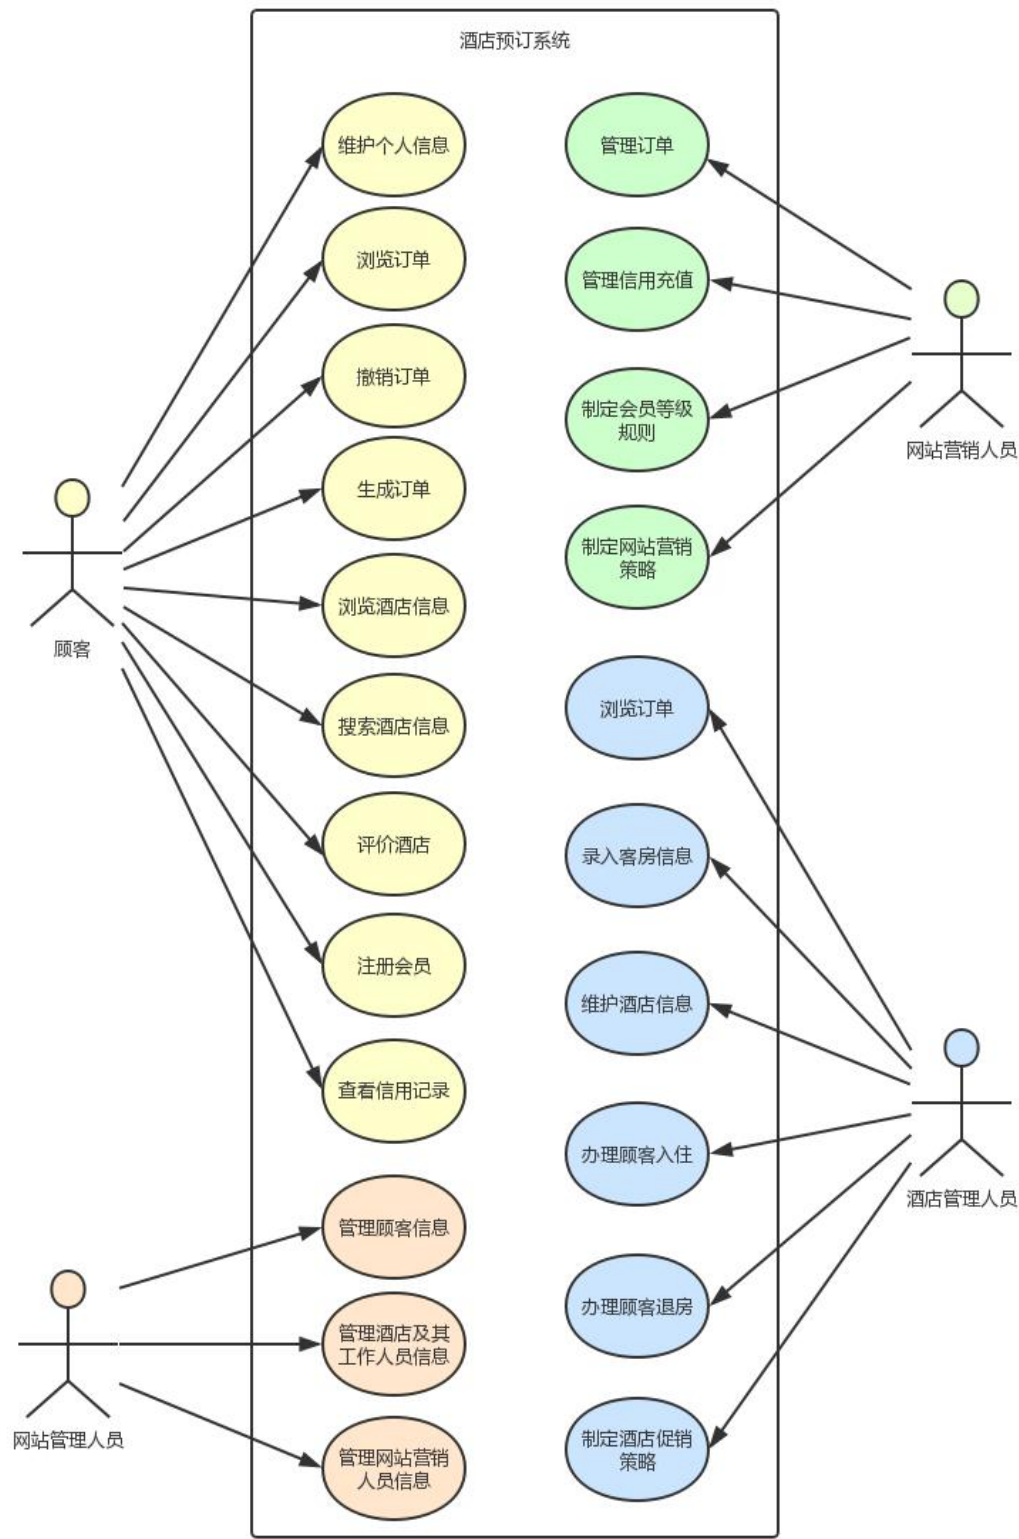 酒店预订系统
维护个人信息
浏览订单
撤销订单
生成订单
浏览酒店信息
搜索酒店信息
评价酒店
注册会员
查看信用记录
顾客
管理顾客信息
管理酒店及其
工作人员信息
管理网站营销
人员信息
网站管理人员
管理订单
管理信用充值
制定会员等级
规则
制定网站营销
策略
网站营销人员
浏览订单
录入客房信息
维护酒店信息
办理顾客入住
办理顾客退房
制定酒店促销
策略
酒店管理人员